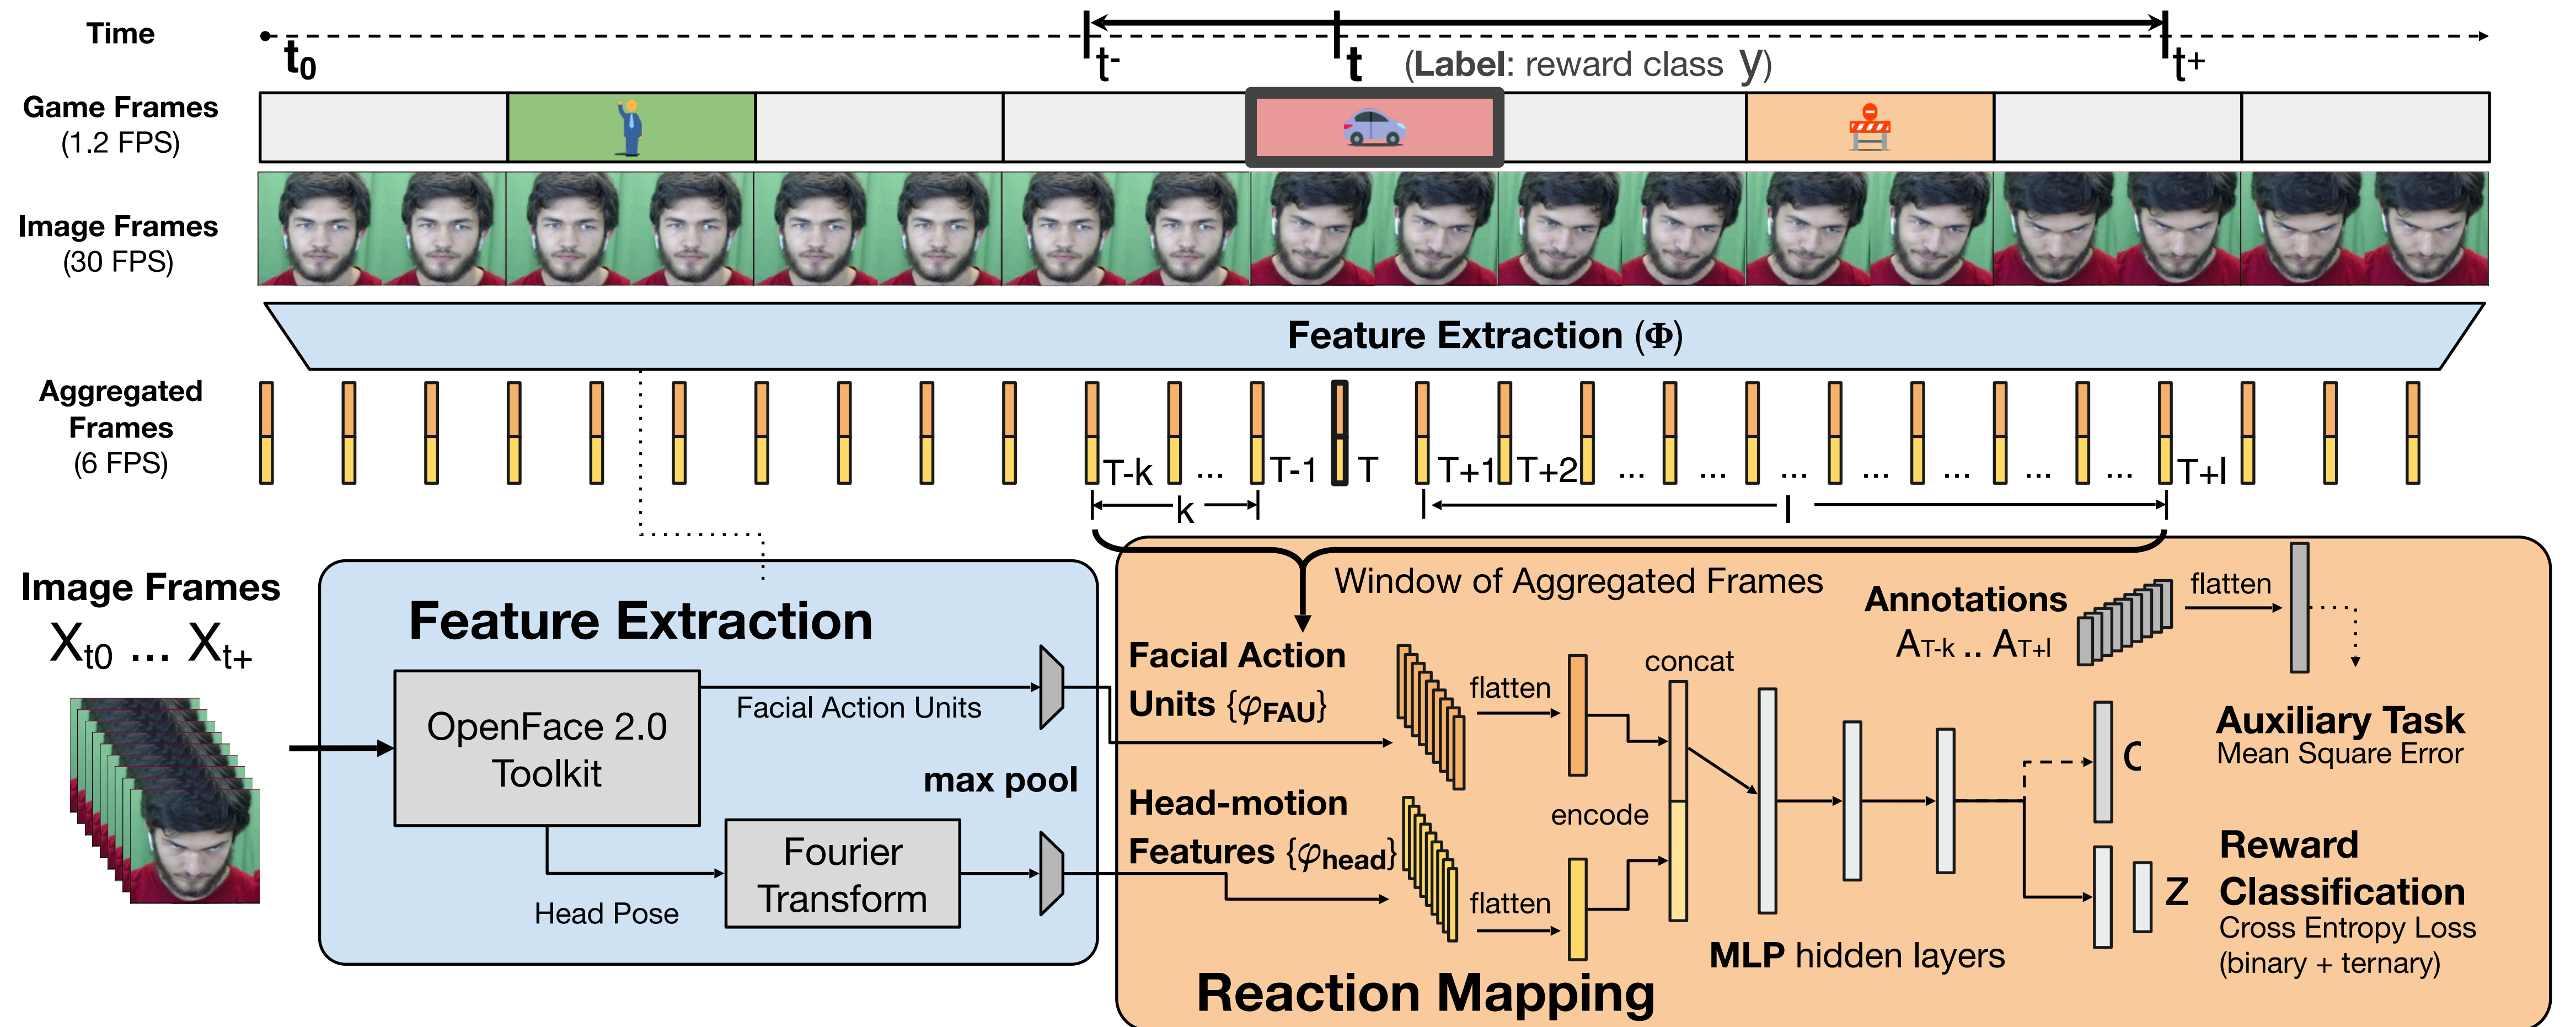 Time
t0
t-
t
(Label: reward class y)
t+
Game Frames
(1.2 FPS)
Image Frames
(30 FPS)
Feature Extraction (Φ)
Aggregated
Frames
(6 FPS)
T-k ... T-1 T T+1 T+2 ... ... ... ... ... ... ... T+l
k
l
Image Frames
Xt0 ... Xt+
Feature Extraction
OpenFace 2.0
Toolkit
Facial Action Units
max pool
Fourier
Transform
Head Pose
Window of Aggregated Frames
Facial Action
Units {φFAU}
flatten
Head-motion
Features {φhead}
flatten
concat
encode
MLP hidden layers
Annotations
AT-k .. AT+l
flatten
Auxiliary Task
Mean Square Error
C
Z
Reward
Classification
Cross Entropy Loss
(binary + ternary)
Reaction Mapping